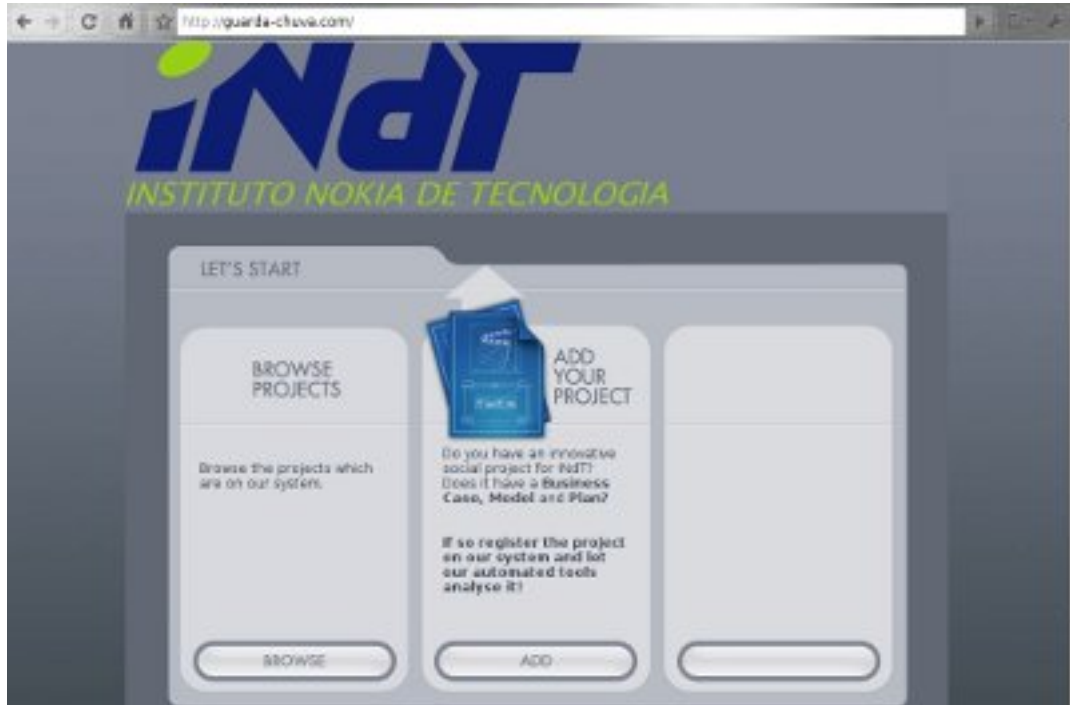 http://guarda-chuva.com/
iNdT
INSTITUTO NOKIA DE TECNOLOGIA
LET'S START
BROWSE
PROJECTS
Browse the projects which
are on our system.
ADD
YOUR
PROJECT
Do you have an innovative
social project for INdT?
Does it have a Business
Case, Model and Plan?
If so register the project
on our system and let
our automated tools
analyse it!
BROWSE
ADD